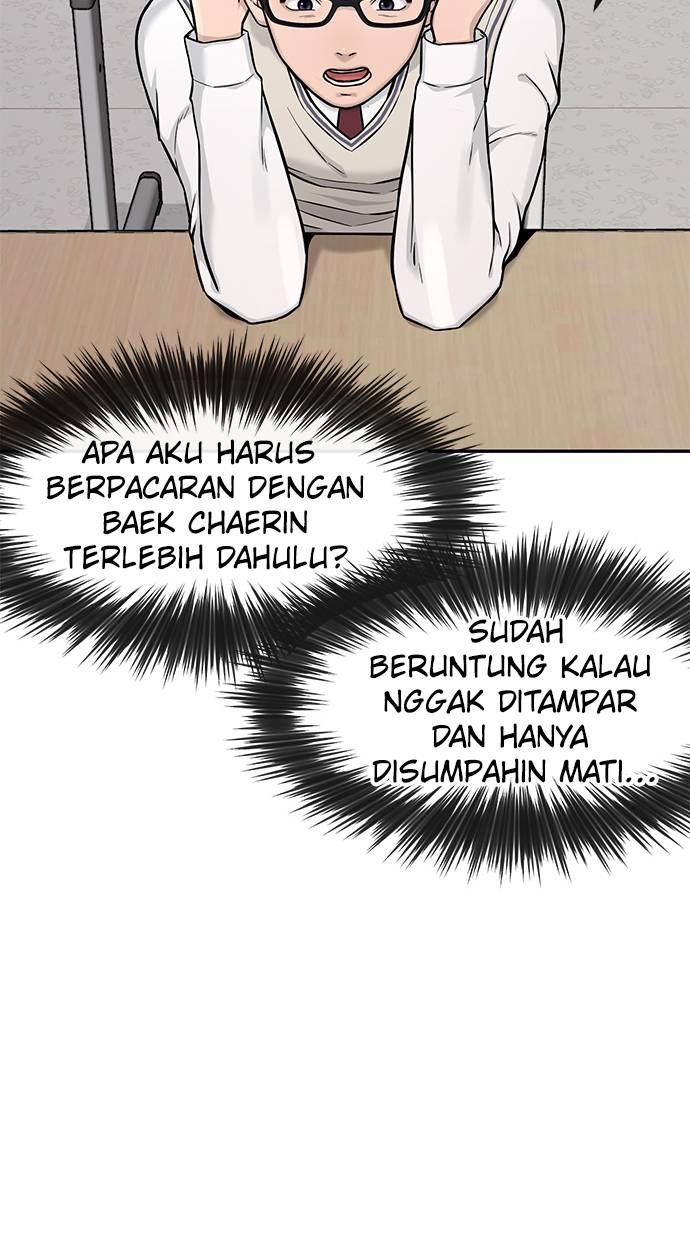 APA AKU HARUS
BERPACARAN DENGAN
BAEK CHAERIN
TERLEBIH DAHULU?
SUDAH
BERUNTUNG KALAU
NGGAK DITAMPAR
DAN HANYA
DISUMPAHIN MATI...